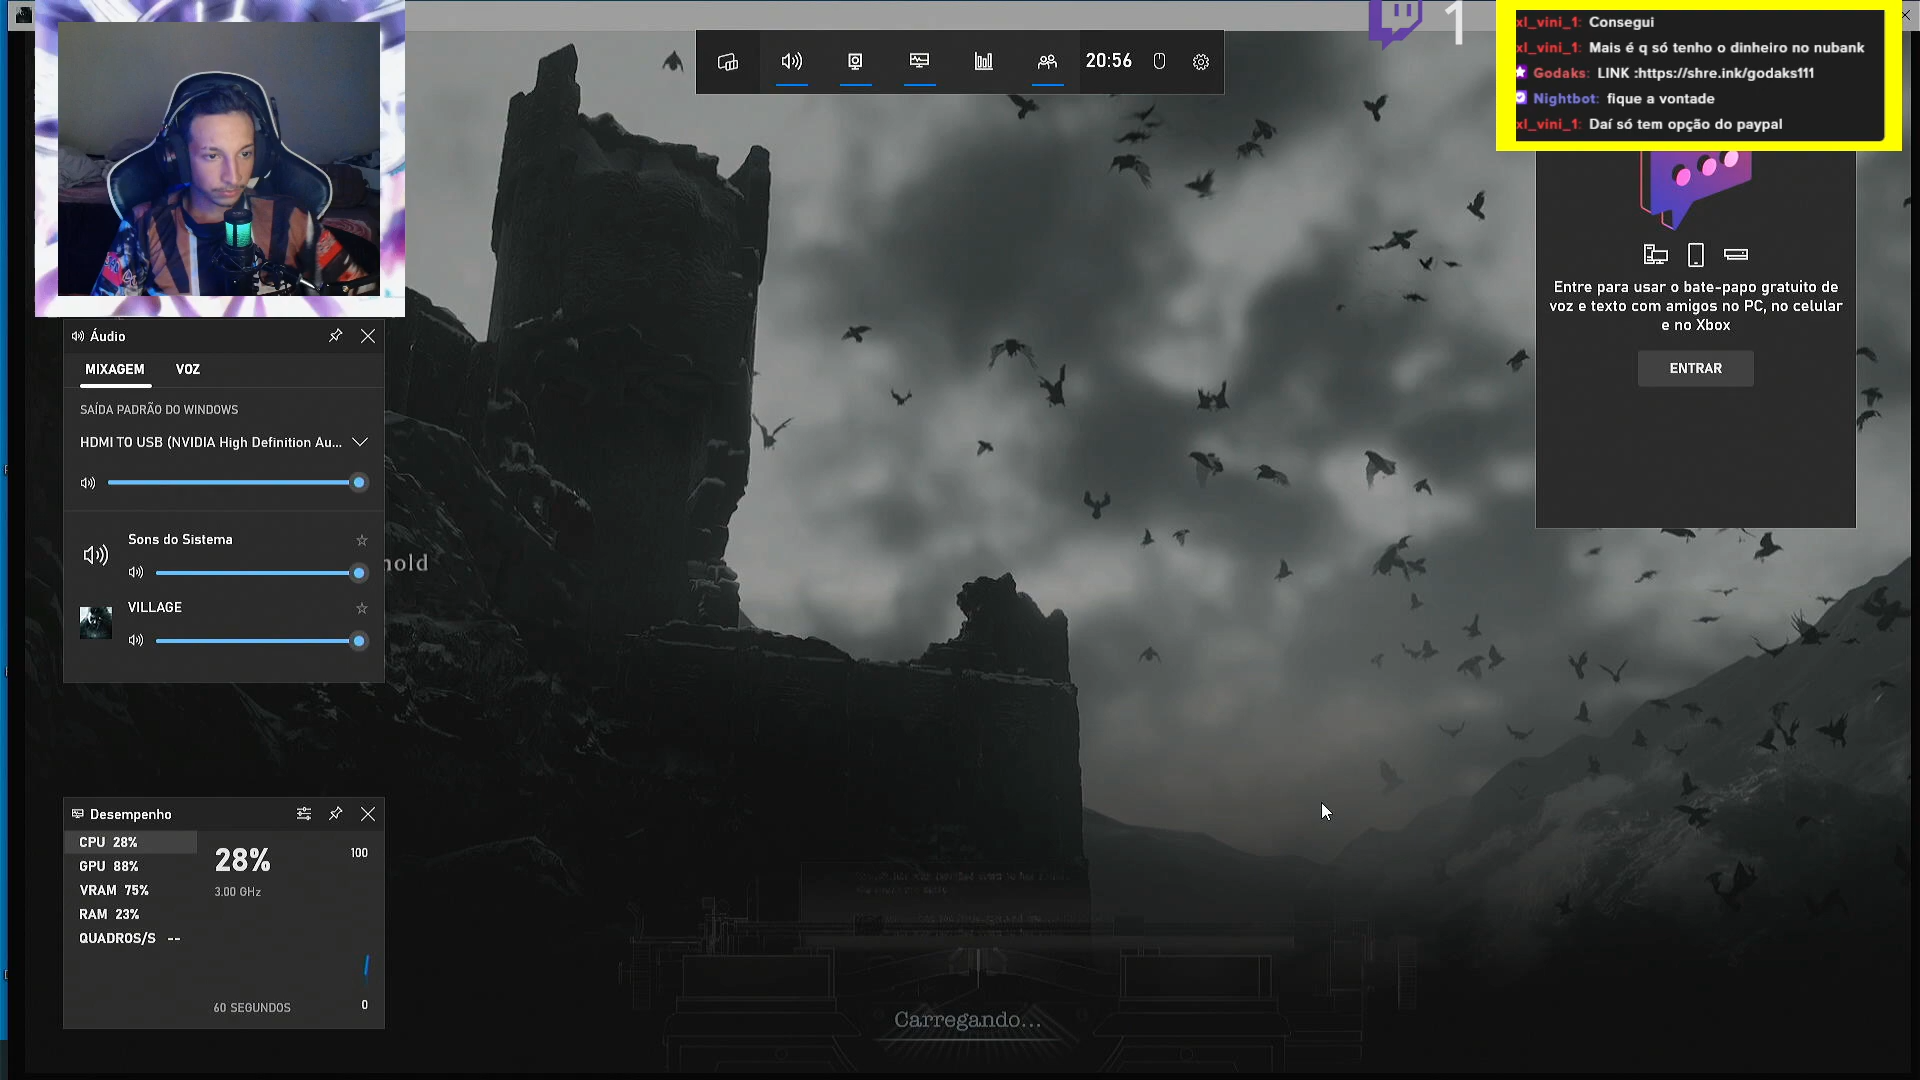 1
xl_vini_1: Consegui
xl_vini_1: Mais é q só tenho o dinheiro no nubank
Godaks: LINK :https://shre.ink/godaks111
Nightbot: fique a vontade
xl_vini_1: Daí só tem opção do paypal
20:56
Entre para usar o bate-papo gratuito de
voz e texto com amigos no PC, no celular
e no Xbox
ENTRAR
Áudio
MIXAGEM VOZ
SAÍDA PADRÃO DO WINDOWS
HDMI TO USB (NVIDIA High Definition Au...
Sons do Sistema
VILLAGE
hold
Desempenho
CPU 28%
GPU 88%
VRAM 75%
RAM 23%
QUADROS/S --
28%
3.00 GHz
100
60 SEGUNDOS
0
Carregando...